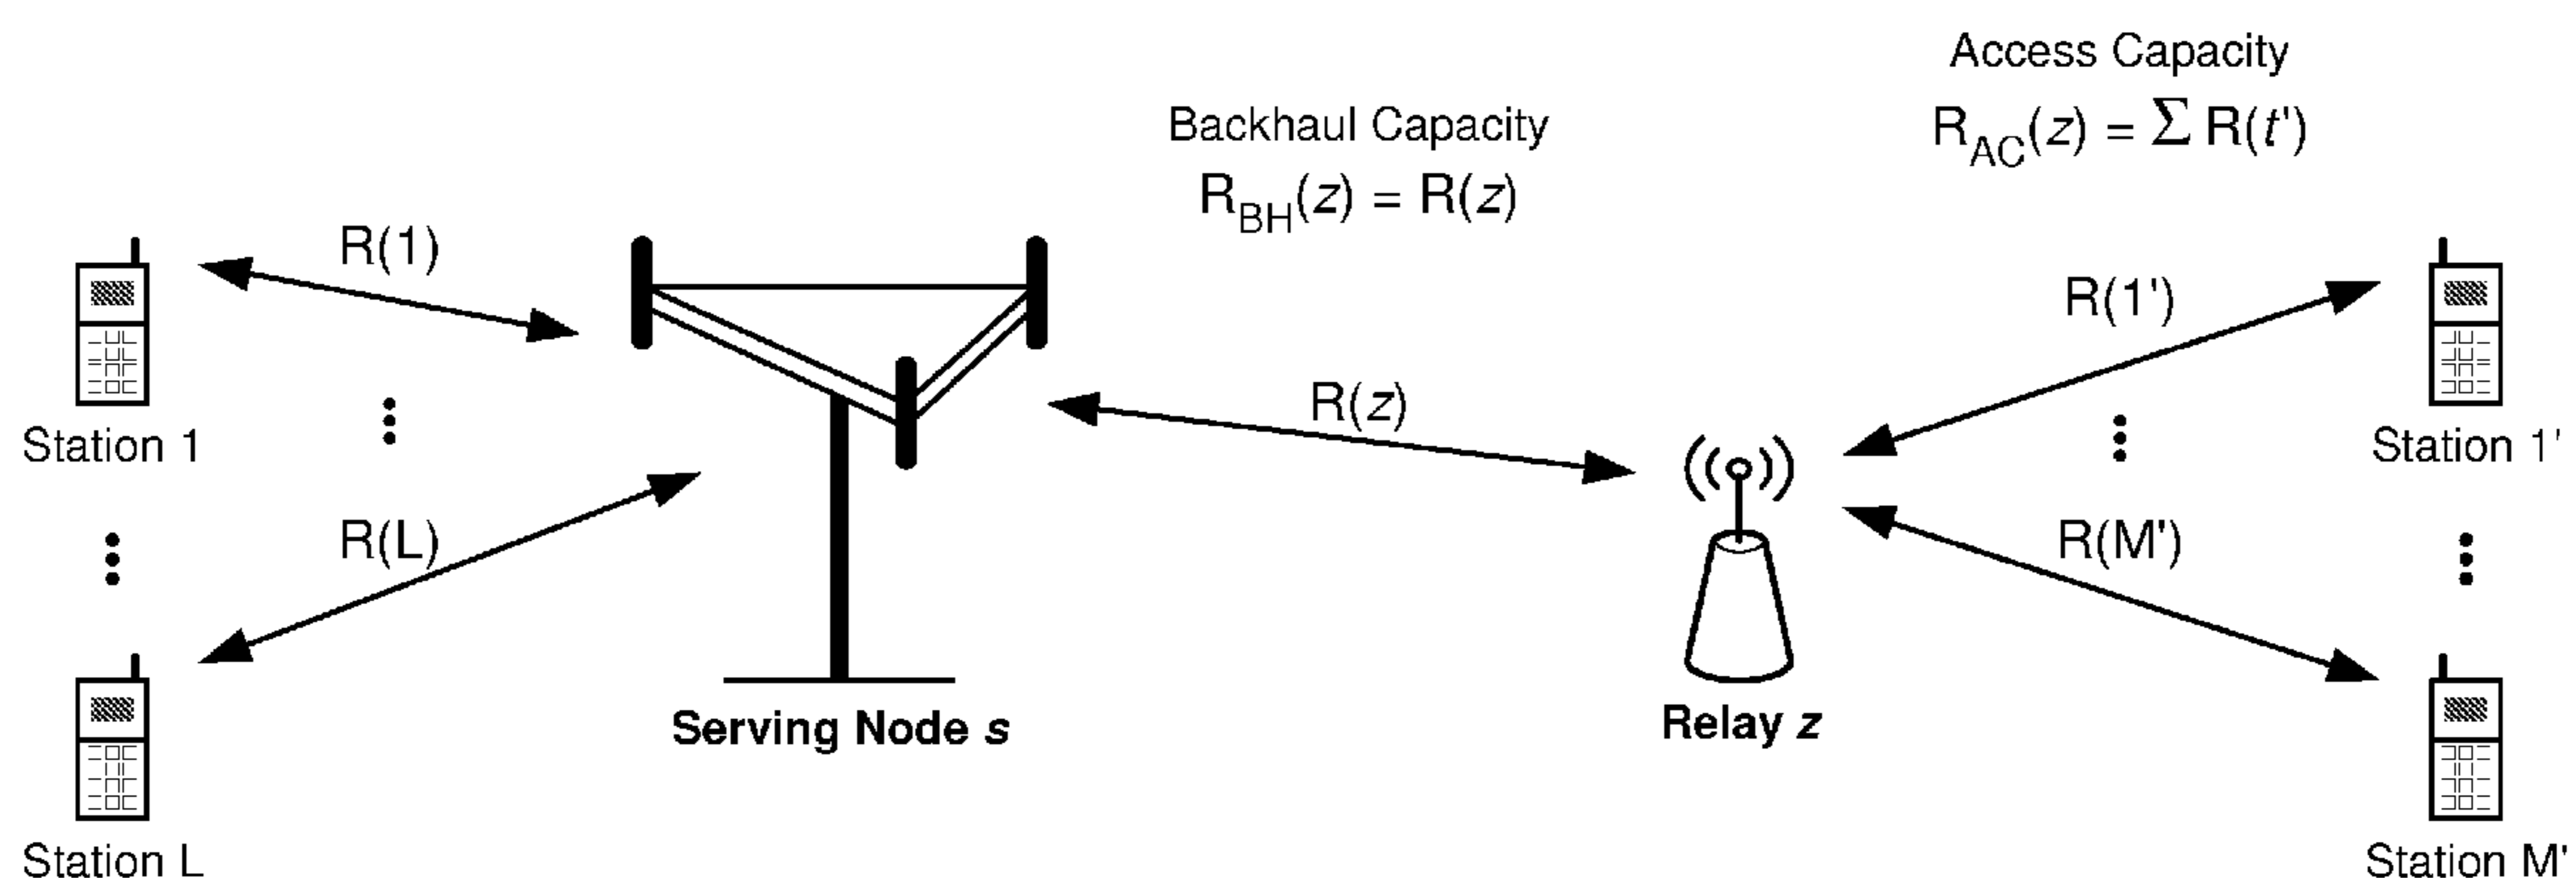 Access Capacity
R_AC(z) = Σ R(t')
Backhaul Capacity
R_BH(z) = R(z)
R(1)
R(1')
Station 1
R(z)
Station 1'
R(L)
R(M')
Serving Node s
Relay z
Station L
Station M'